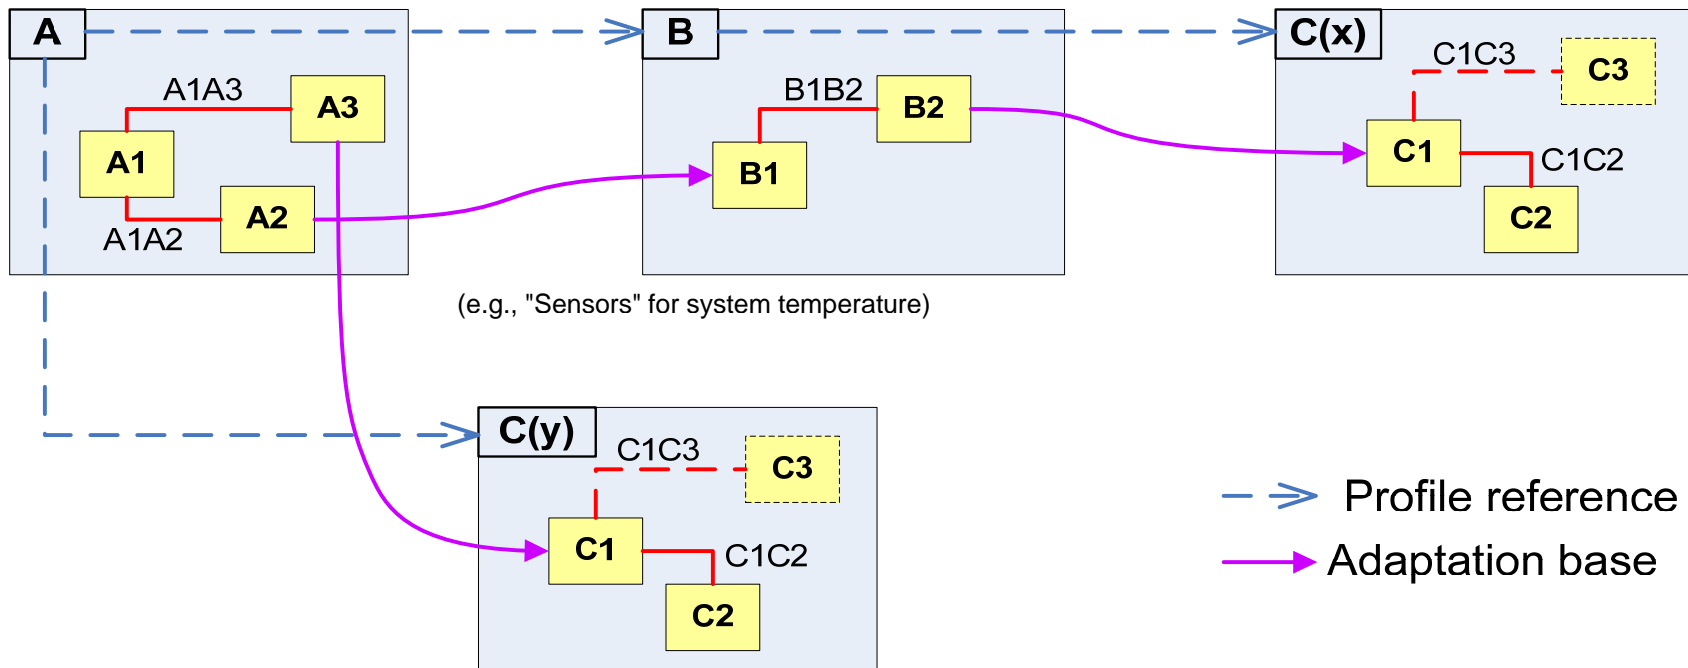 A
B
C(x)
A1A3
A3
A1
A2
A1A2
B1B2
B2
B1
C1C3
C3
C1
C1C2
C2
(e.g., "Sensors" for system temperature)
C(y)
C1C3
C3
C1
C1C2
C2
Profile reference
Adaptation base